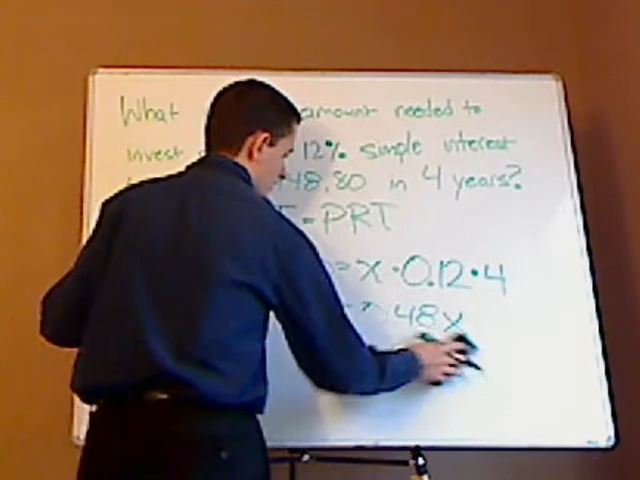 What amount needed to
invest 12% simple interest
48.80 in 4 years?
I = PRT
= x · 0.12 · 4
48x